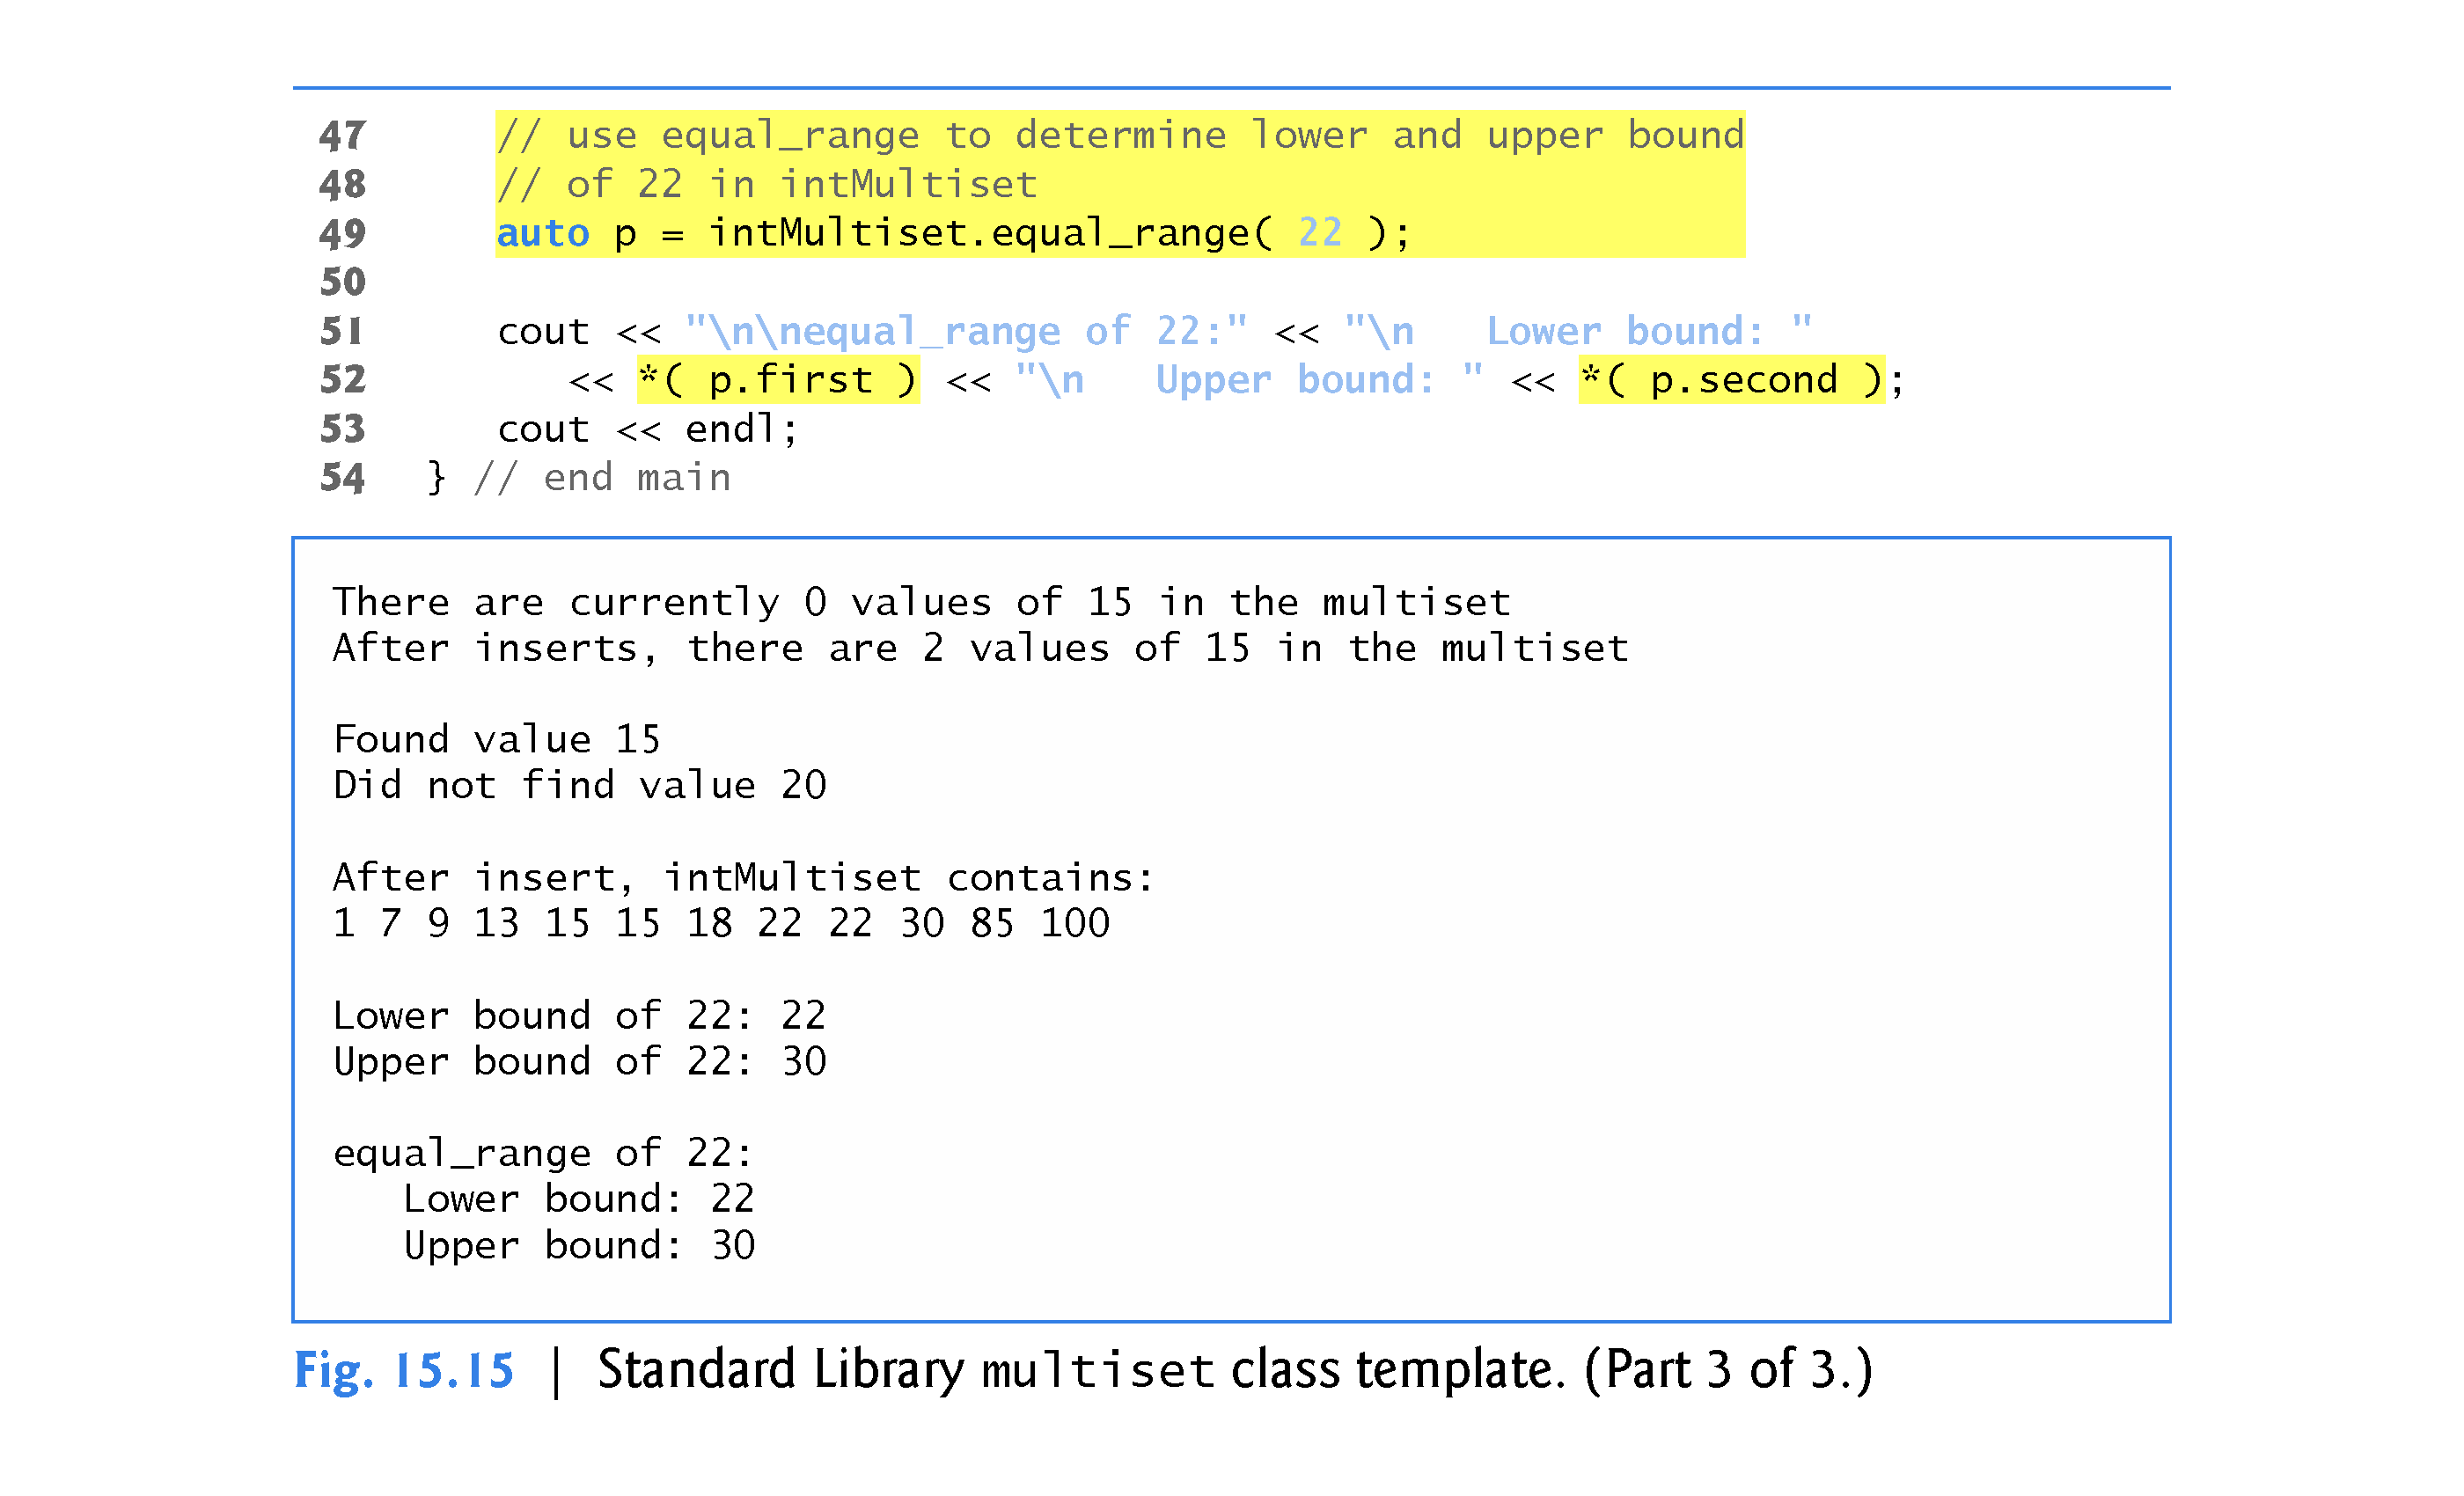 47 // use equal_range to determine lower and upper bound
48 // of 22 in intMultiset
49 auto p = intMultiset.equal_range( 22 );
50
51 cout << "\n\nequal_range of 22:" << "\n   Lower bound: "
52    << *( p.first ) << "\n   Upper bound: " << *( p.second );
53 cout << endl;
54 } // end main
There are currently 0 values of 15 in the multiset
After inserts, there are 2 values of 15 in the multiset
Found value 15
Did not find value 20
After insert, intMultiset contains:
1 7 9 13 15 15 18 22 22 30 85 100
Lower bound of 22: 22
Upper bound of 22: 30
equal_range of 22:
   Lower bound: 22
   Upper bound: 30
Fig. 15.15 | Standard Library multiset class template. (Part 3 of 3.)